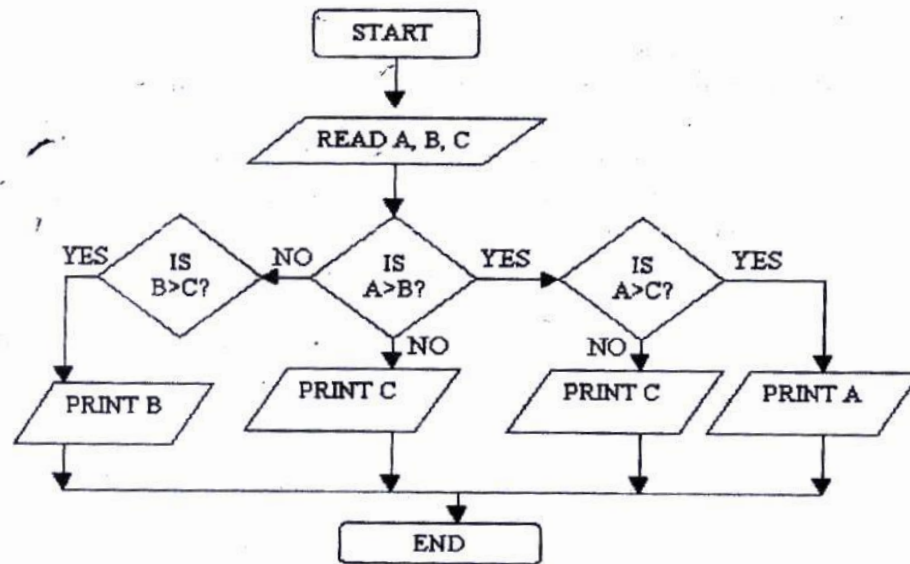 START
READ A, B, C
YES
IS
B>C?
NO
IS
A>B?
YES
IS
A>C?
YES
NO
NO
PRINT B
PRINT C
PRINT C
PRINT A
END